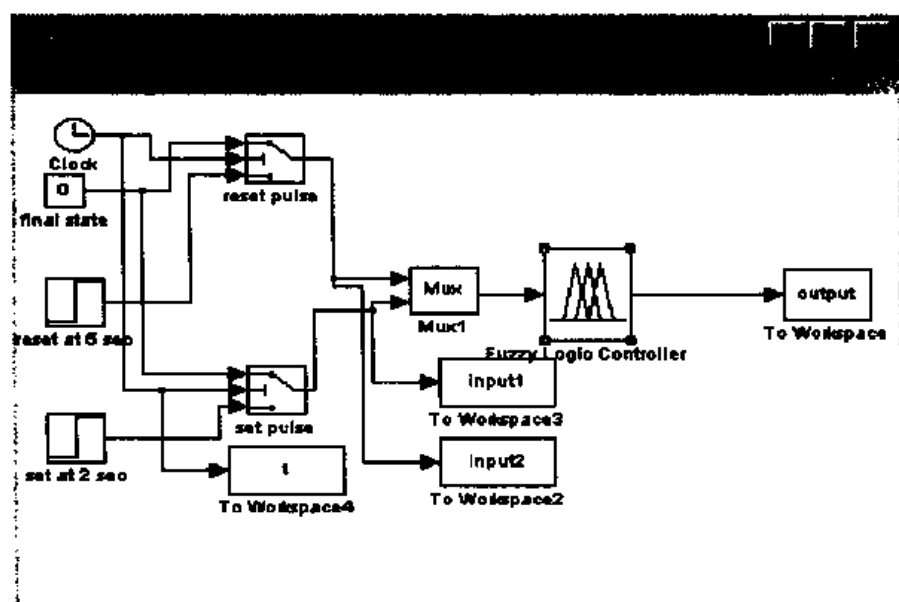 Clock
0
final state
reset pulse
reset at 5 sec
Mux
Mux1
Fuzzy Logic Controller
output
To Workspace
set pulse
set at 2 sec
input1
To Workspace3
t
To Workspace4
input2
To Workspace2